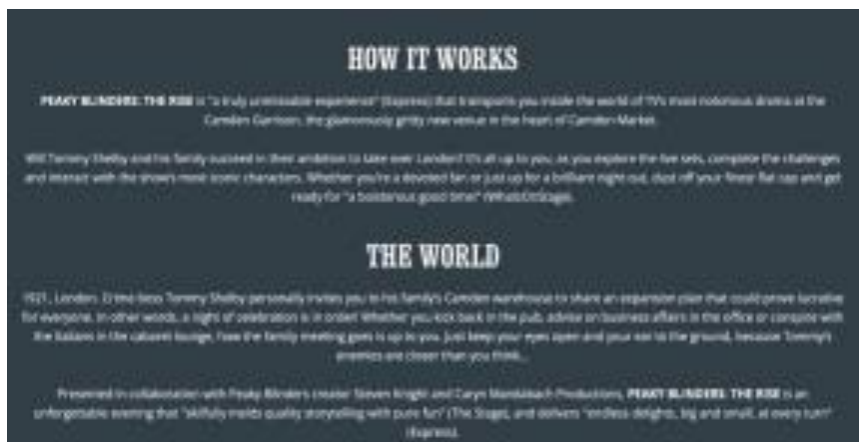 HOW IT WORKS
PEAKY BLINDERS: THE RISE is "a truly unmissable experience" (Express) that transports you inside the world of TV's most notorious drama at the
Camden Garrison, the glamorously gritty new venue in the heart of Camden Market.
Will Tommy Shelby and his family succeed in their ambition to take over London? It's all up to you, as you explore the live sets, complete the challenges
and interact with the show's most iconic characters. Whether you're a devoted fan or just up for a brilliant night out, dust off your finest flat cap and get
ready for "a boisterous good time" (WhatsOnStage).
THE WORLD
1921, London. Crime boss Tommy Shelby personally invites you to his family's Camden warehouse to share an expansion plan that could prove lucrative
for everyone. In other words, a night of celebration is in order! Whether you kick back in the pub, advise on business affairs in the office or conspire with
the Italians in the cabaret lounge, how the family meeting goes is up to you. Just keep your eyes open and your ear to the ground, because Tommy's
enemies are closer than you think...
Presented in collaboration with Peaky Blinders creator Steven Knight and Caryn Mandabach Productions, PEAKY BLINDERS: THE RISE is an
unforgettable evening that "skilfully melds quality storytelling with pure fun" (The Stage), and delivers "endless delights, big and small, at every turn"
(Express).